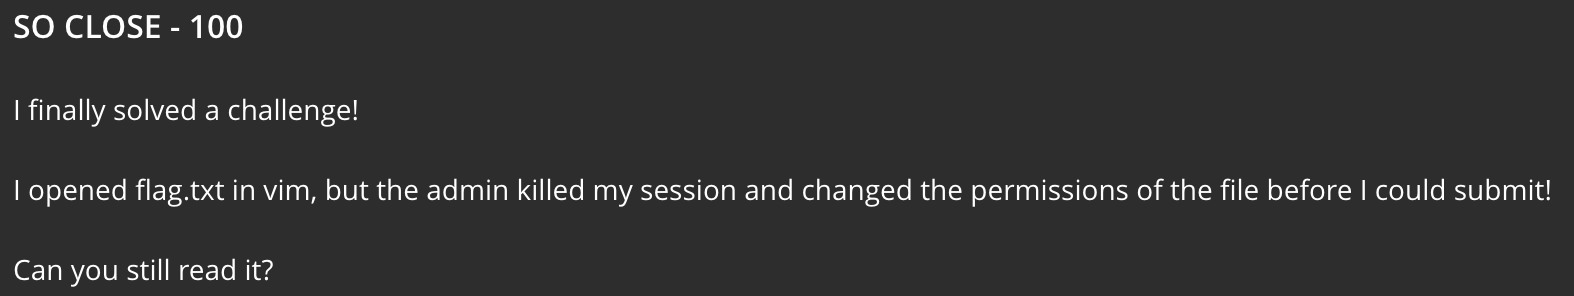 SO CLOSE - 100
I finally solved a challenge!
I opened flag.txt in vim, but the admin killed my session and changed the permissions of the file before I could submit!
Can you still read it?